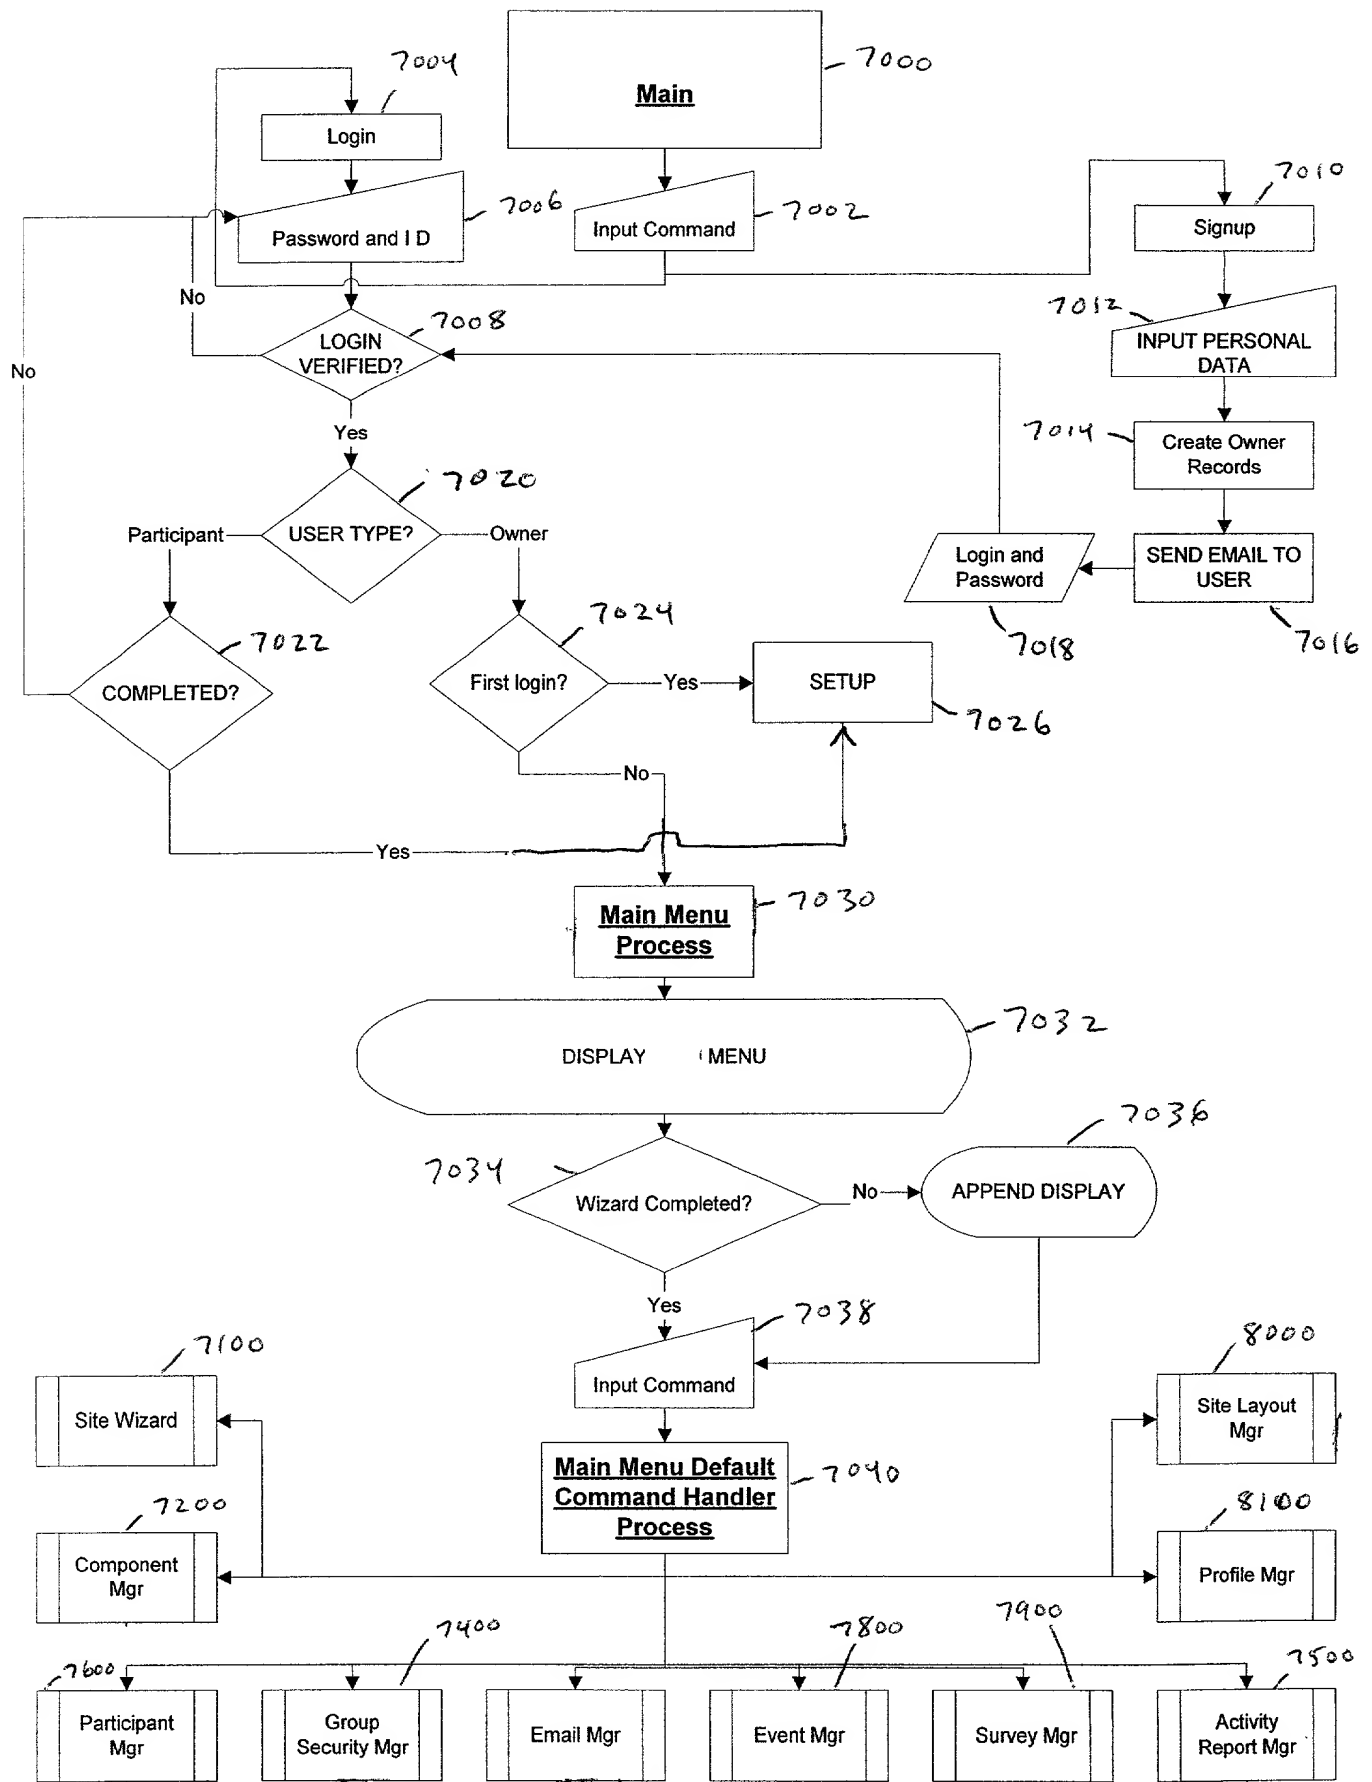 7004
7000
Main
Login
7010
7006
7002
Signup
Password and I D
Input Command
No
7012
7008
LOGIN
VERIFIED?
INPUT PERSONAL
DATA
No
Yes
7014
Create Owner
Records
7020
Participant
USER TYPE?
Owner
Login and
Password
SEND EMAIL TO
USER
7024
7022
7018
7016
COMPLETED?
First login?
Yes
SETUP
7026
No
Yes
7030
Main Menu
Process
7032
DISPLAY MENU
7036
7034
Wizard Completed?
No
APPEND DISPLAY
Yes
7038
7100
8000
Input Command
Site Wizard
Site Layout
Mgr
Main Menu Default
Command Handler
Process
7040
7200
8100
Component
Mgr
Profile Mgr
7400
7800
7900
7600
7500
Participant
Mgr
Group
Security Mgr
Email Mgr
Event Mgr
Survey Mgr
Activity
Report Mgr